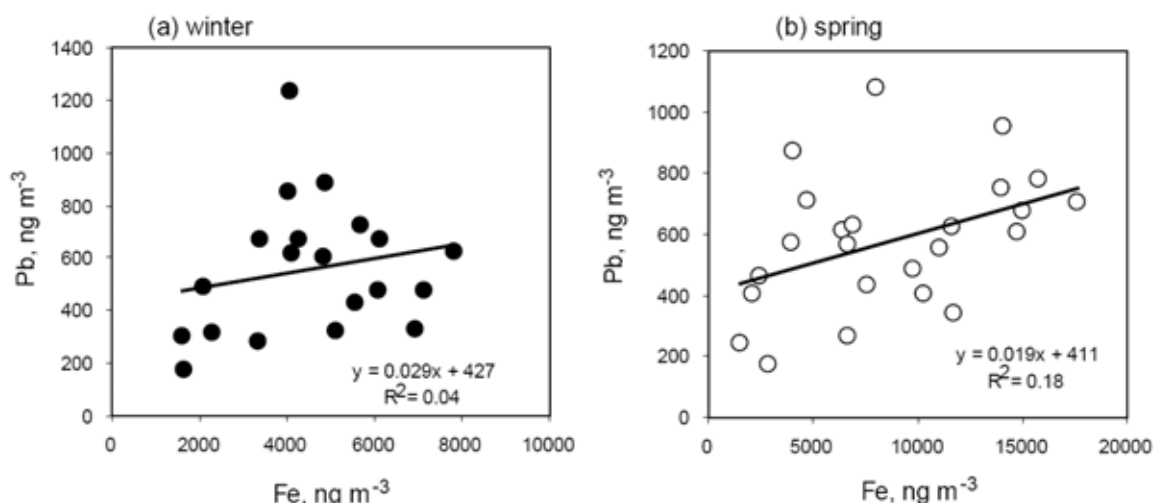 (a) winter
1400
1200
1000
800
600
400
200
0
Pb, ng m⁻³
0 2000 4000 6000 8000 10000
Fe, ng m⁻³
y = 0.029x + 427
R²= 0.04
(b) spring
1200
1000
800
600
400
200
0
Pb, ng m⁻³
0 5000 10000 15000 20000
Fe, ng m⁻³
y = 0.019x + 411
R²= 0.18